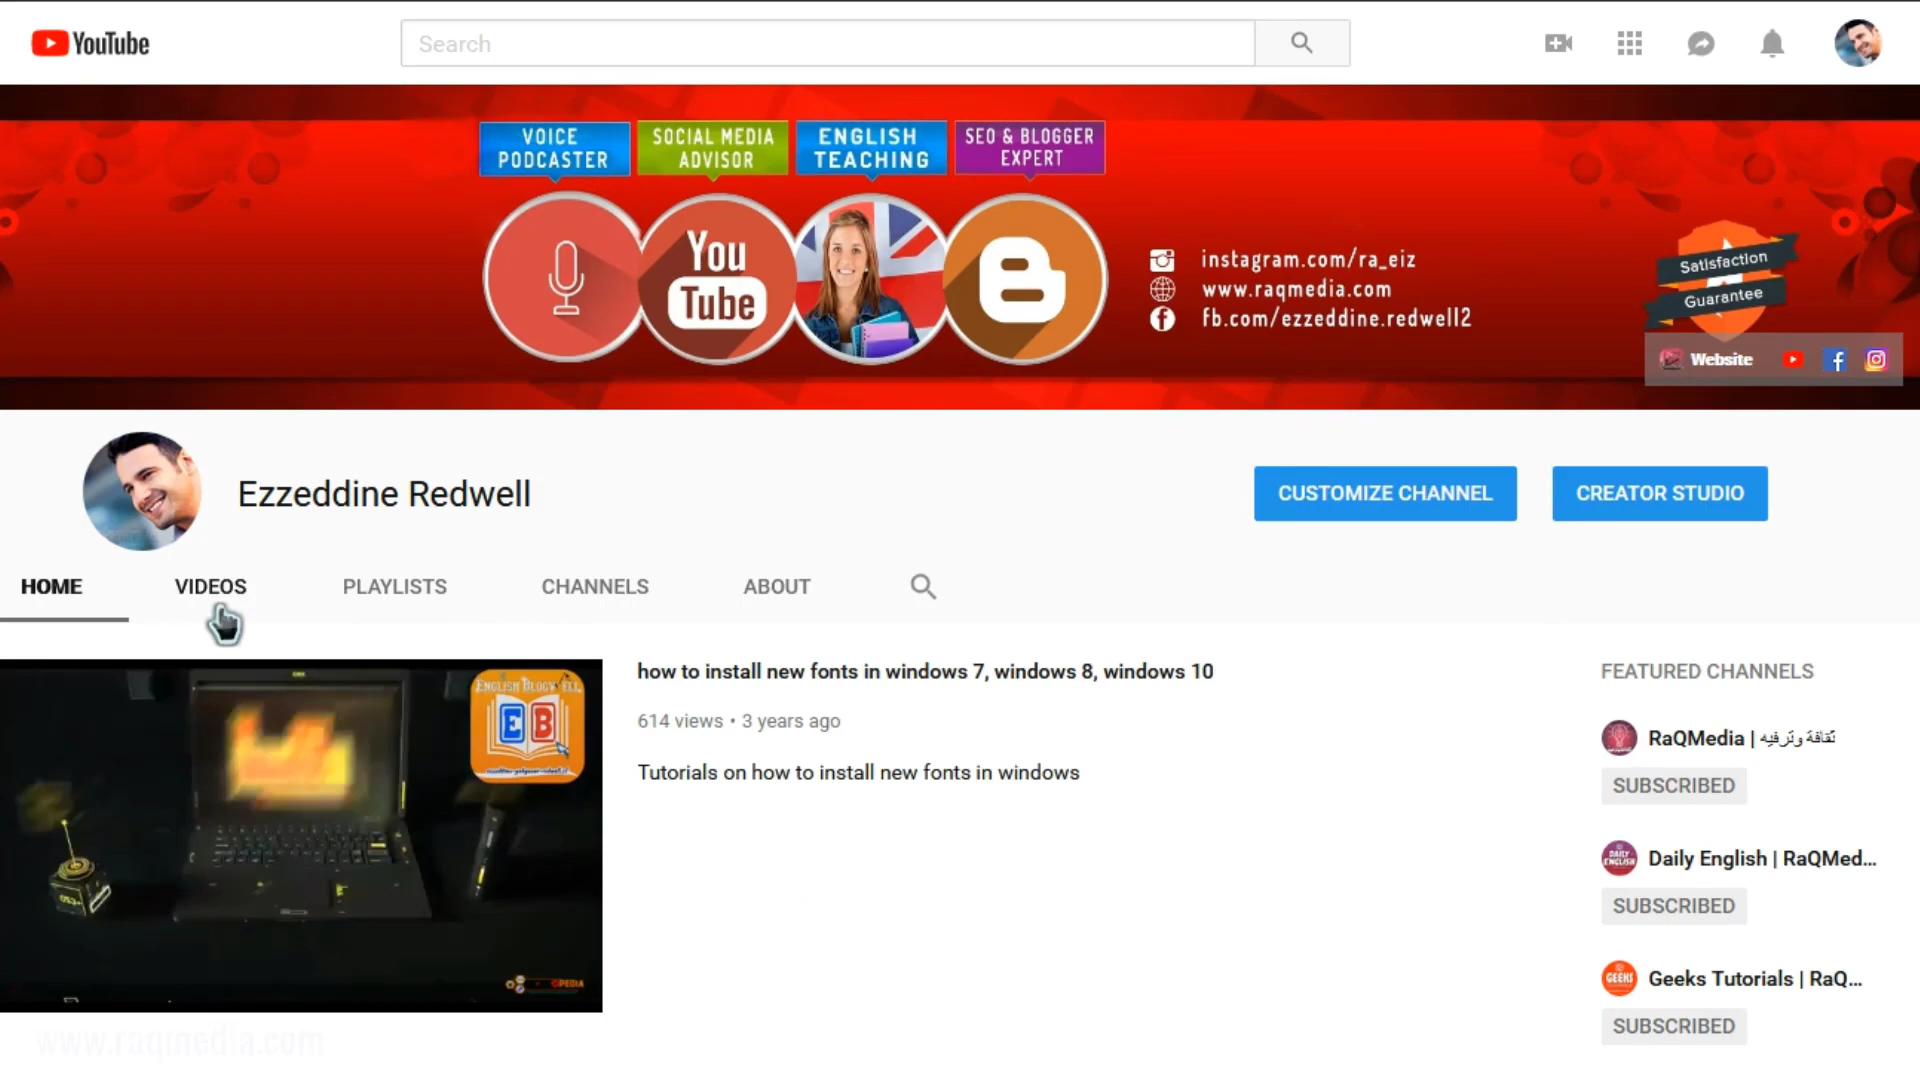 YouTube
Search
VOICE PODCASTER
SOCIAL MEDIA ADVISOR
ENGLISH TEACHING
SEO & BLOGGER EXPERT
You Tube
instagram.com/ra_eiz
www.raqmedia.com
fb.com/ezzeddine.redwell2
Satisfaction
Guarantee
Website
Ezzeddine Redwell
CUSTOMIZE CHANNEL
CREATOR STUDIO
HOME VIDEOS PLAYLISTS CHANNELS ABOUT
how to install new fonts in windows 7, windows 8, windows 10
614 views • 3 years ago
Tutorials on how to install new fonts in windows
EB
FEATURED CHANNELS
RaQMedia | ثقافة وترفيه
SUBSCRIBED
DAILY ENGLISH
Daily English | RaQMed...
SUBSCRIBED
GEEKS
Geeks Tutorials | RaQ...
SUBSCRIBED
www.raqmedia.com